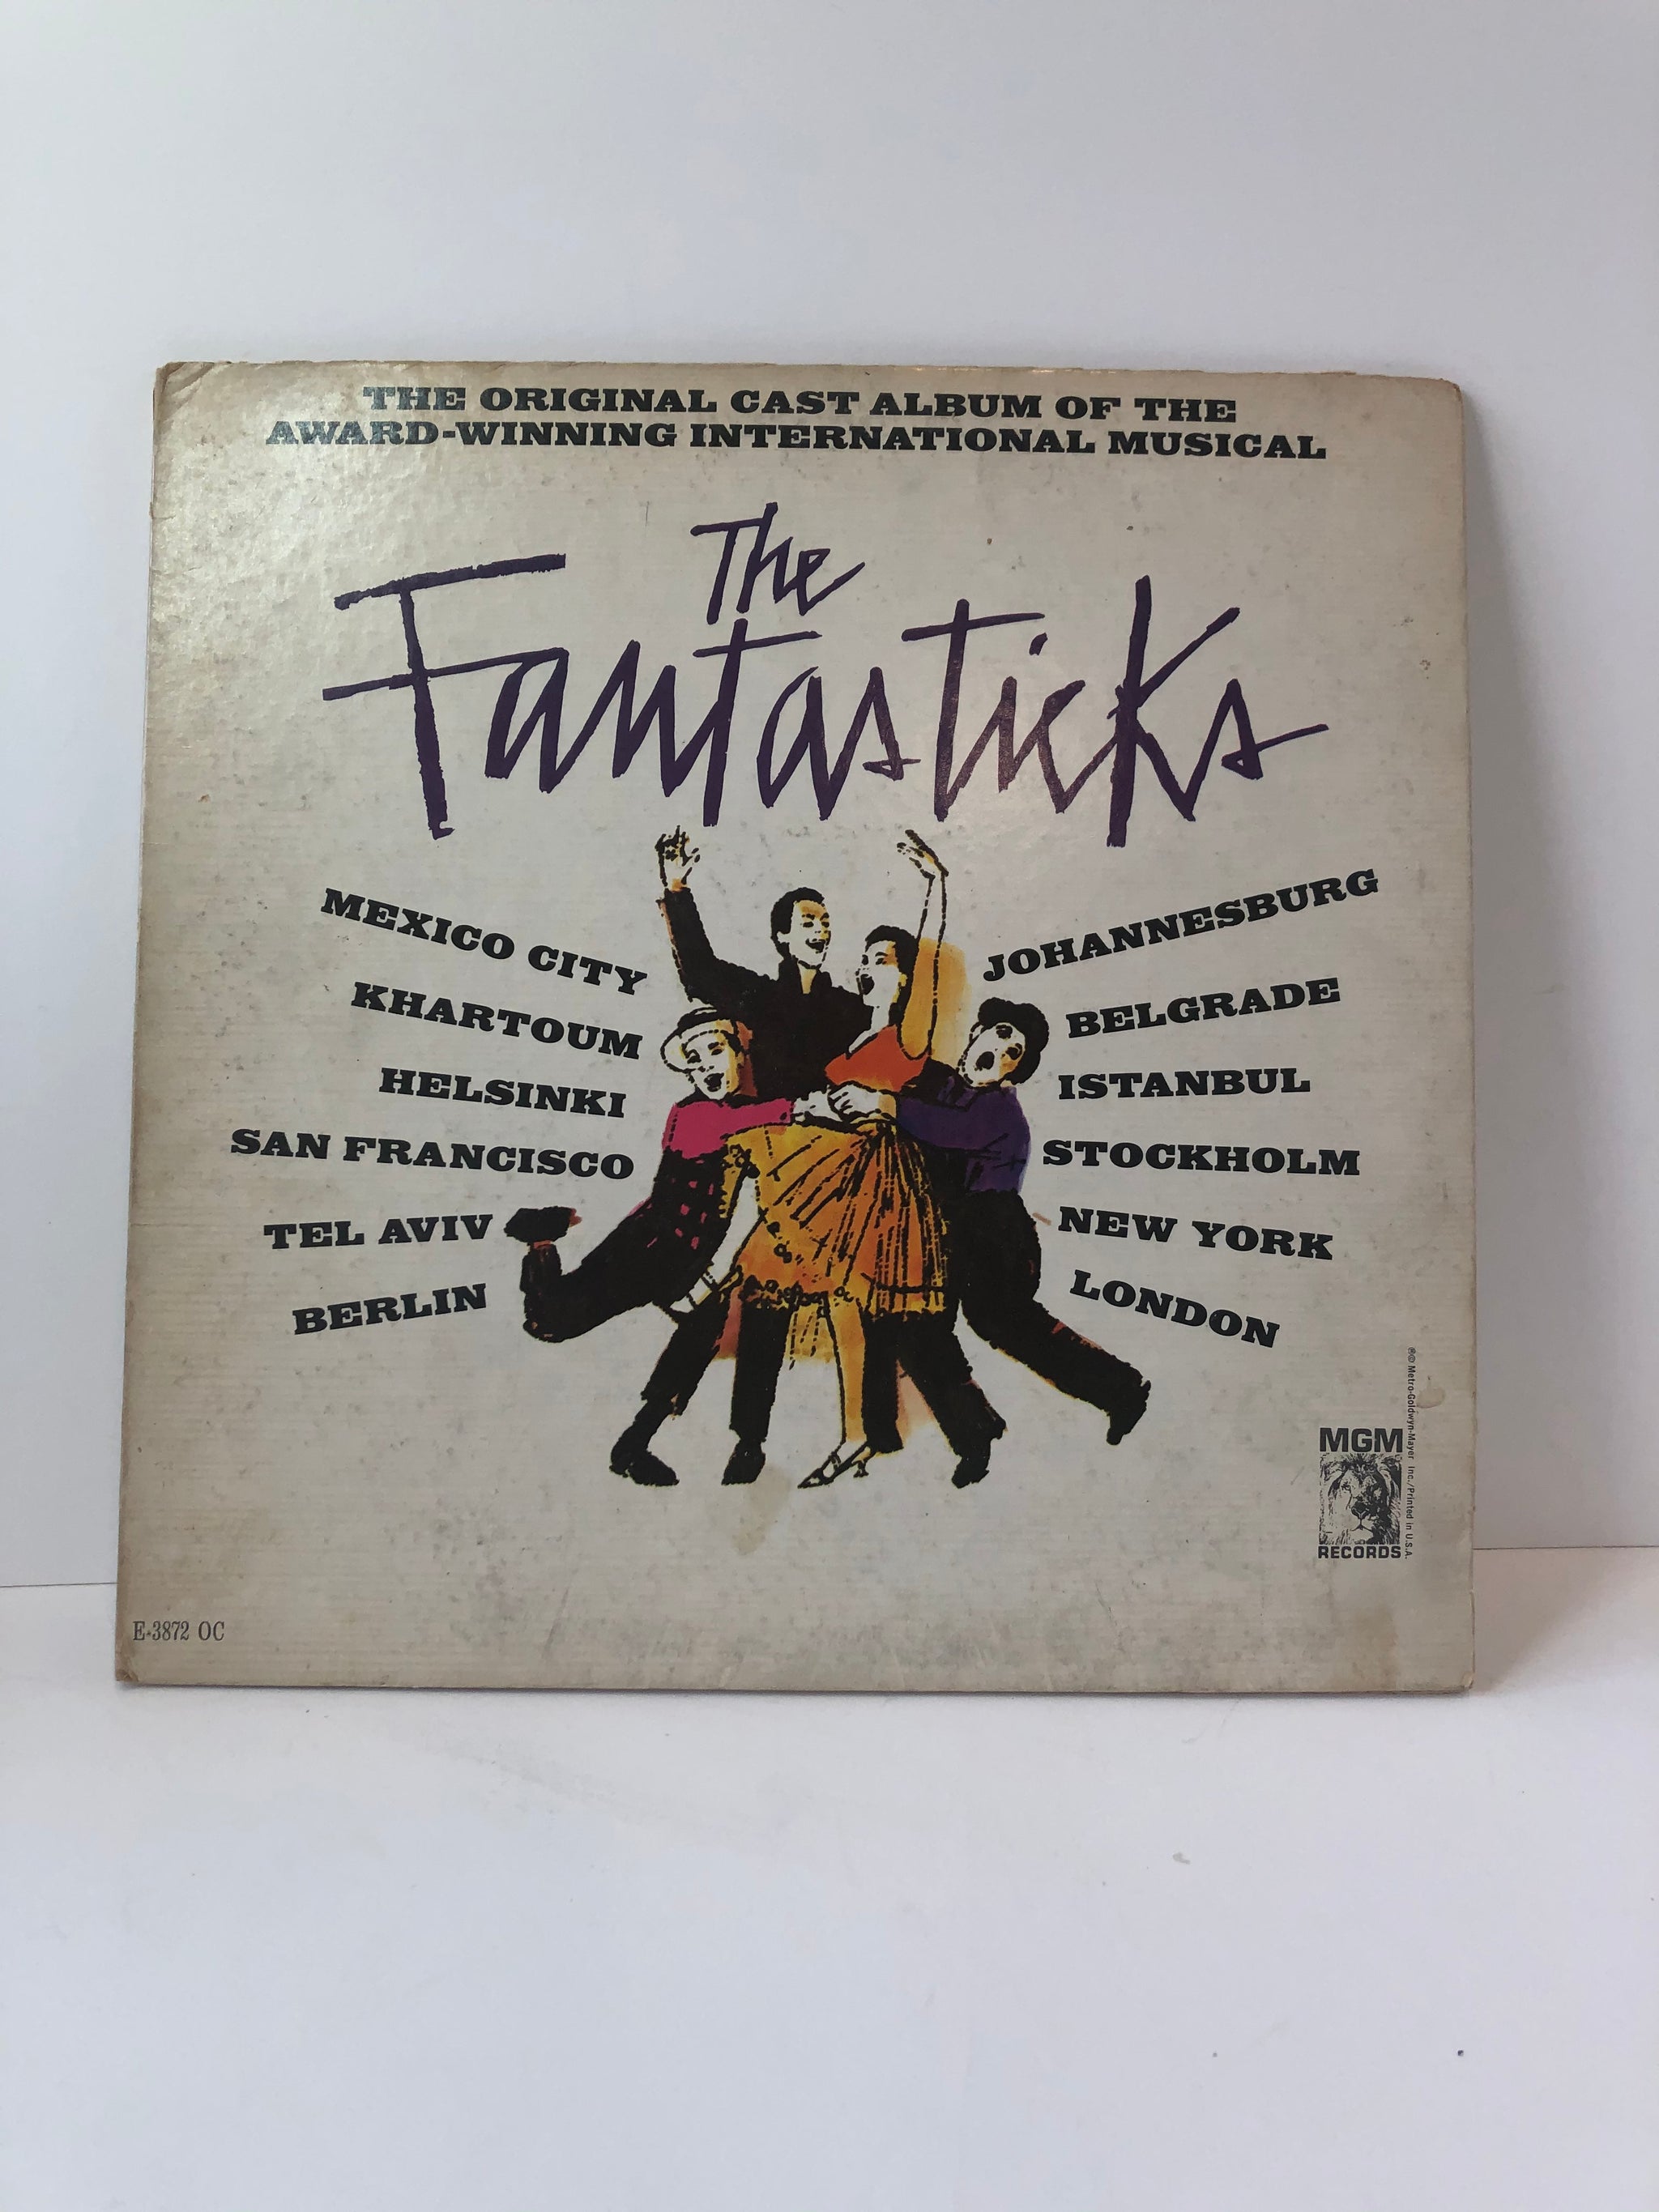 THE ORIGINAL CAST ALBUM OF THE
AWARD-WINNING INTERNATIONAL MUSICAL
The
Fantasticks
MEXICO CITY
KHARTOUM
HELSINKI
SAN FRANCISCO
TEL AVIV
BERLIN
JOHANNESBURG
BELGRADE
ISTANBUL
STOCKHOLM
NEW YORK
LONDON
MGM
RECORDS
℗© Metro-Goldwyn-Mayer Inc./Printed in U.S.A.
E-3872 OC